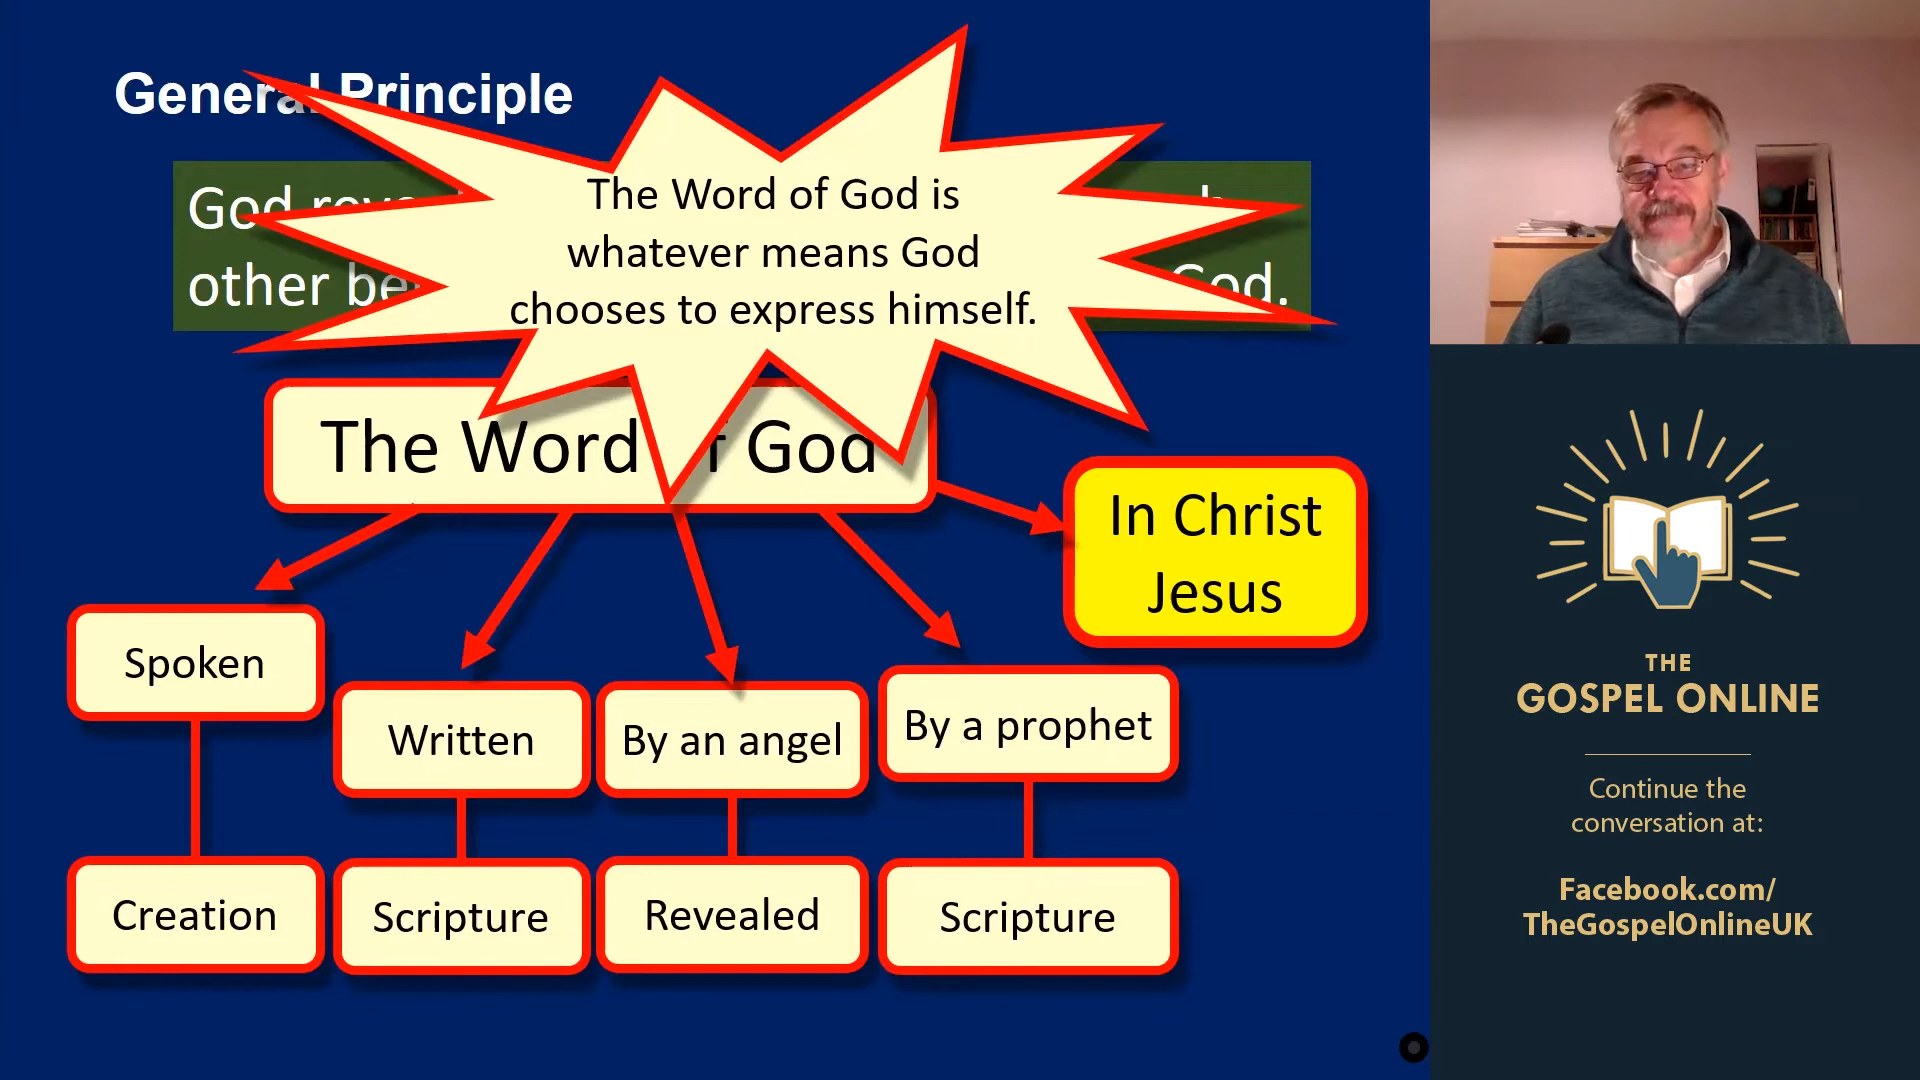 General Principle
God
other God.
The Word of God is
whatever means God
chooses to express himself.
The Word of God
In Christ
Jesus
Spoken
Written
By an angel
By a prophet
Creation
Scripture
Revealed
Scripture
THE
GOSPEL ONLINE
Continue the
conversation at:
Facebook.com/
TheGospelOnlineUK